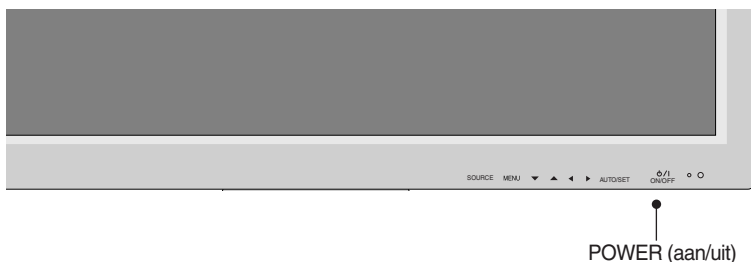 SOURCE MENU ▼ ▲ ◀ ▶ AUTO/SET ⏻/I
ON/OFF
POWER (aan/uit)